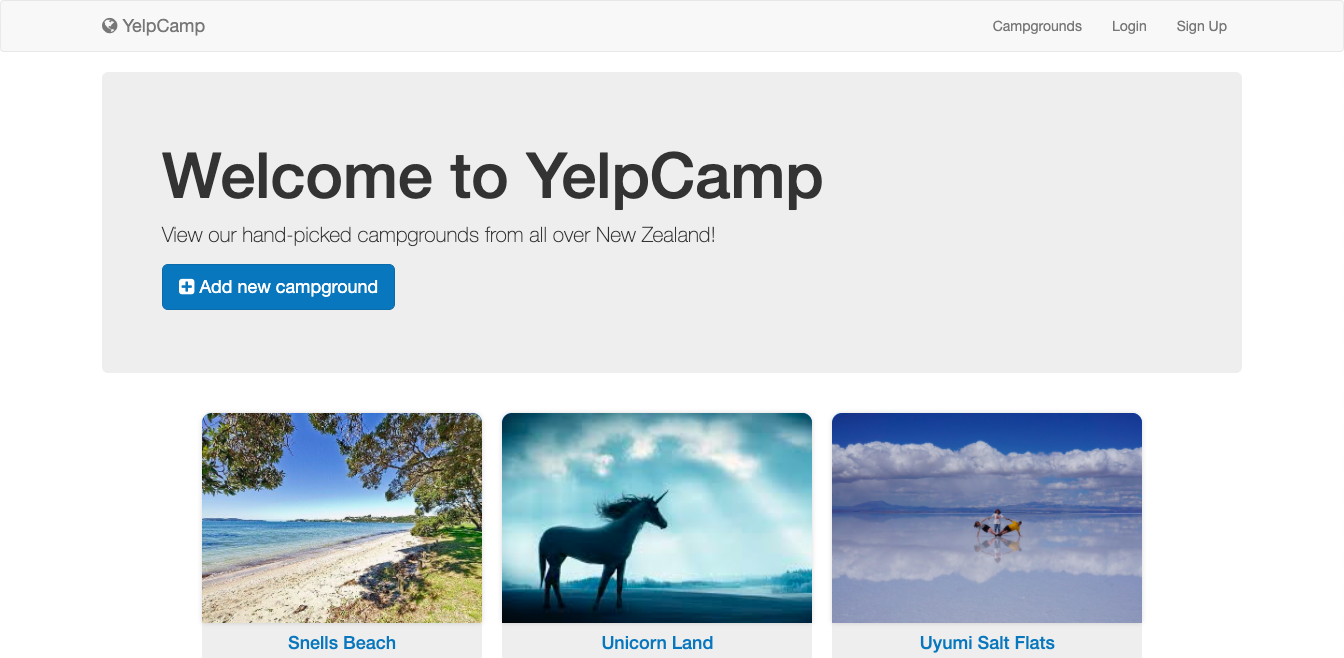 YelpCamp
Campgrounds
Login
Sign Up
Welcome to YelpCamp
View our hand-picked campgrounds from all over New Zealand!
Add new campground
Snells Beach
Unicorn Land
Uyumi Salt Flats